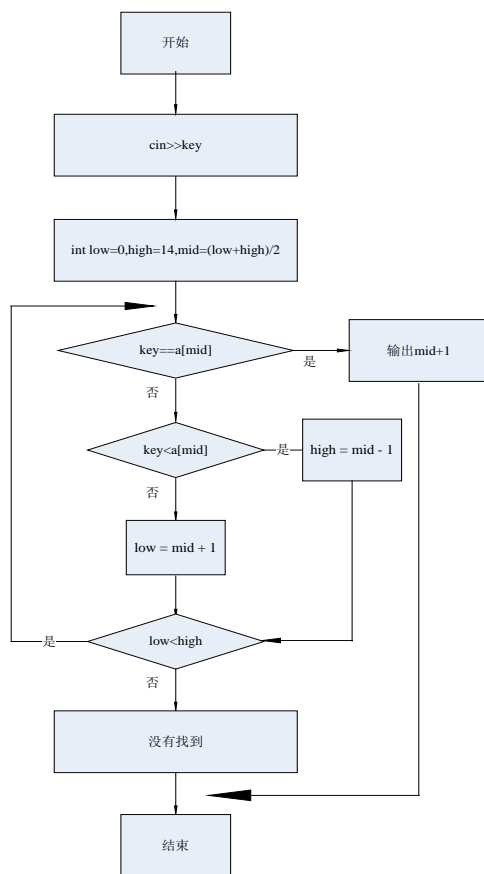 开始
cin>>key
int low=0,high=14,mid=(low+high)/2
key==a[mid]
是
输出mid+1
否
key<a[mid]
是
high = mid - 1
否
low = mid + 1
是
low<high
否
没有找到
结束